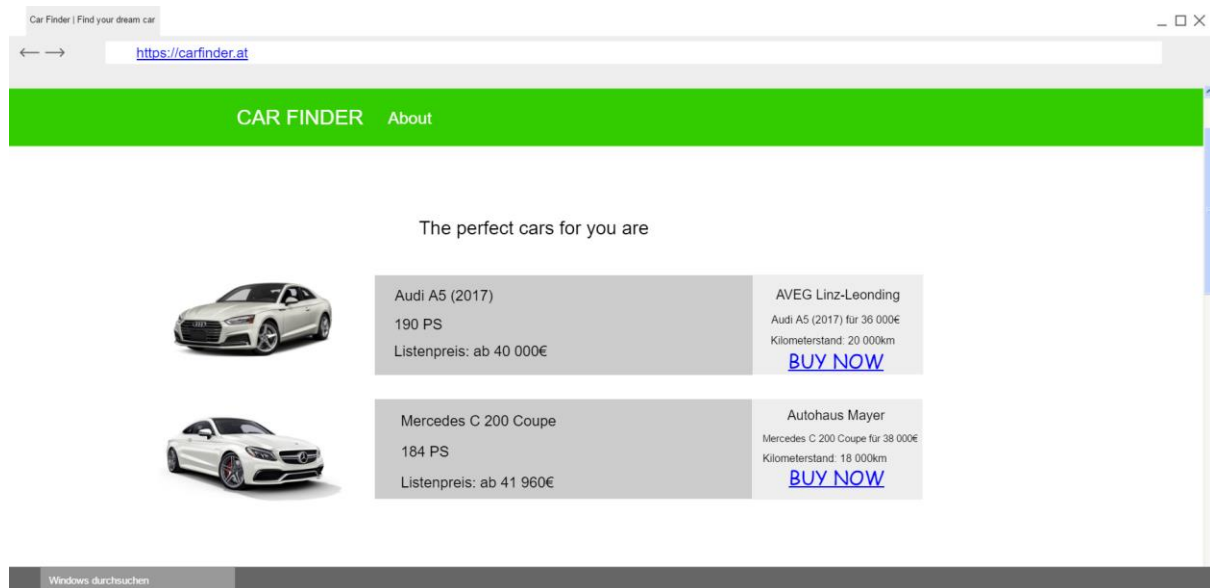 Car Finder | Find your dream car
https://carfinder.at
CAR FINDER About
The perfect cars for you are
Audi A5 (2017)
190 PS
Listenpreis: ab 40 000€
AVEG Linz-Leonding
Audi A5 (2017) für 36 000€
Kilometerstand: 20 000km
BUY NOW
Mercedes C 200 Coupe
184 PS
Listenpreis: ab 41 960€
Autohaus Mayer
Mercedes C 200 Coupe für 38 000€
Kilometerstand: 18 000km
BUY NOW
Windows durchsuchen